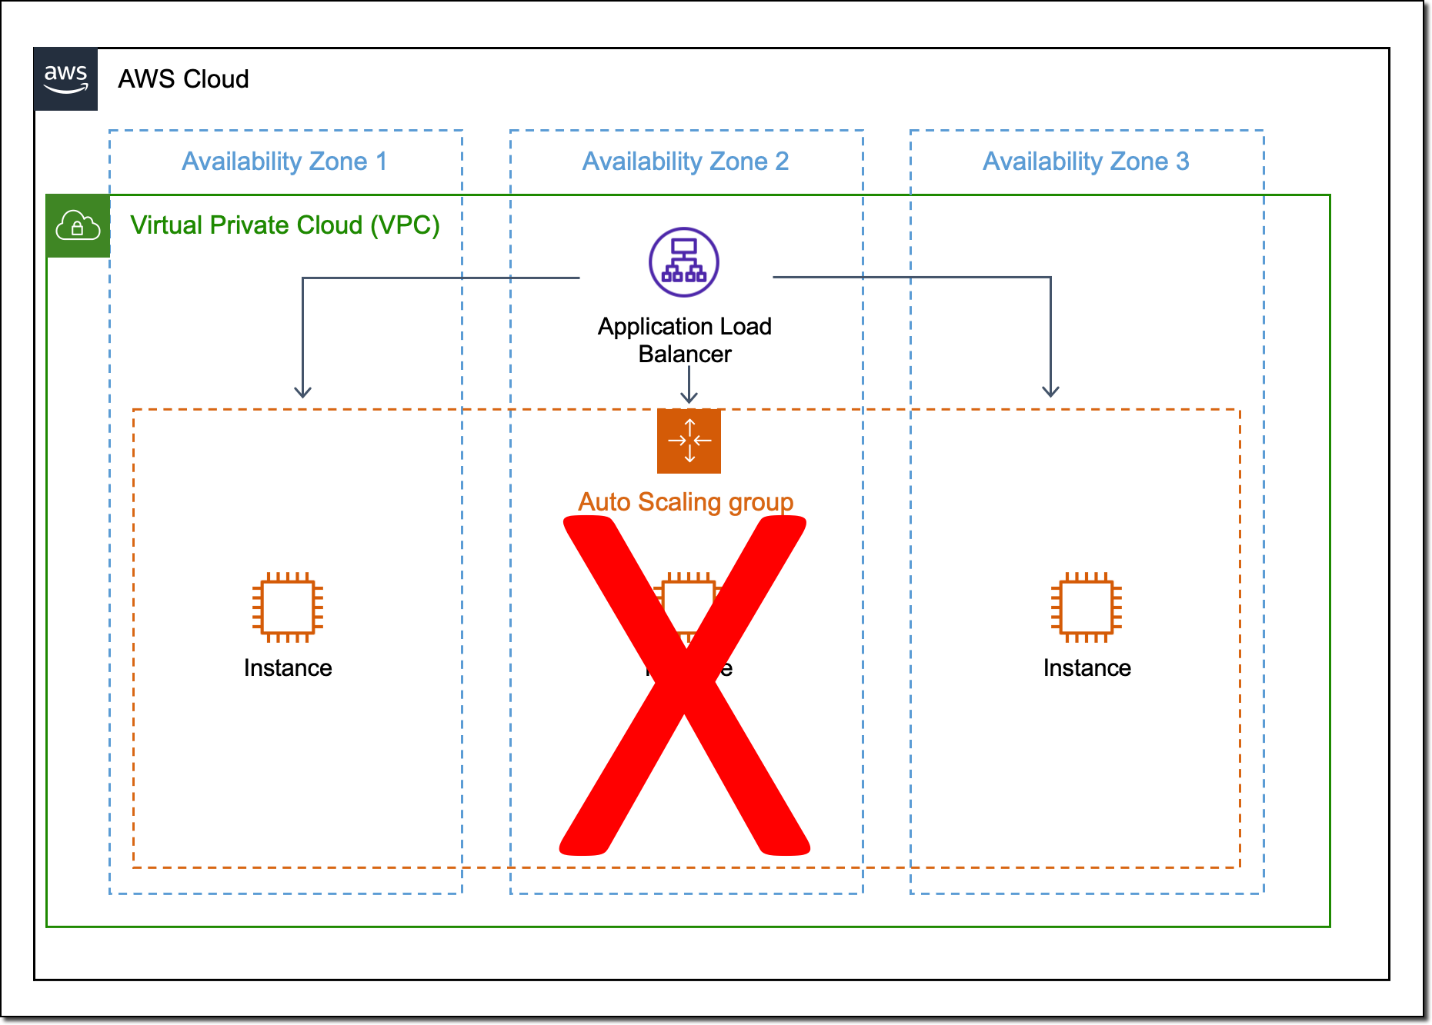 aws
AWS Cloud
Availability Zone 1
Availability Zone 2
Availability Zone 3
Virtual Private Cloud (VPC)
Application Load
Balancer
Auto Scaling group
Instance
Instance